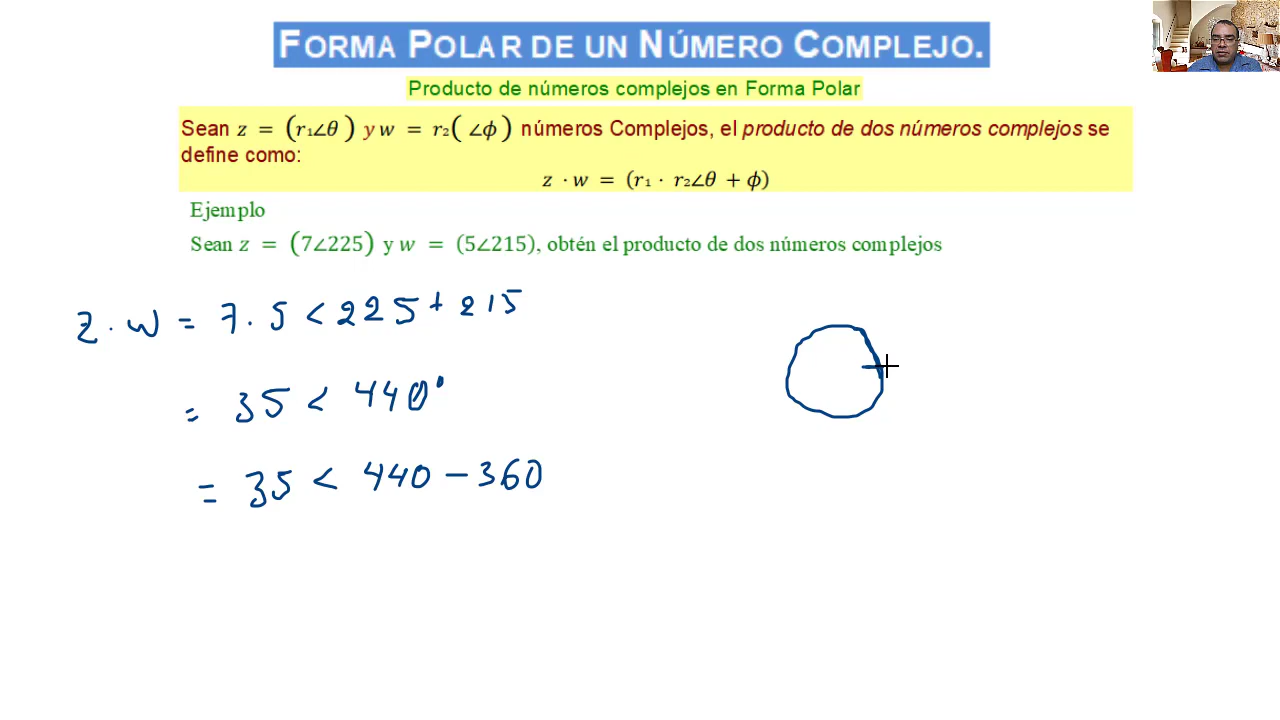 FORMA POLAR DE UN NÚMERO COMPLEJO.
Producto de números complejos en Forma Polar
Sean z = (r₁∠θ) y w = r₂(∠ϕ) números Complejos, el producto de dos números complejos se
define como:
z · w = (r₁ · r₂∠θ + ϕ)
Ejemplo
Sean z = (7∠225) y w = (5∠215), obtén el producto de dos números complejos
z · w = 7 . 5 < 225 + 215
= 35 < 440°
= 35 < 440 - 360